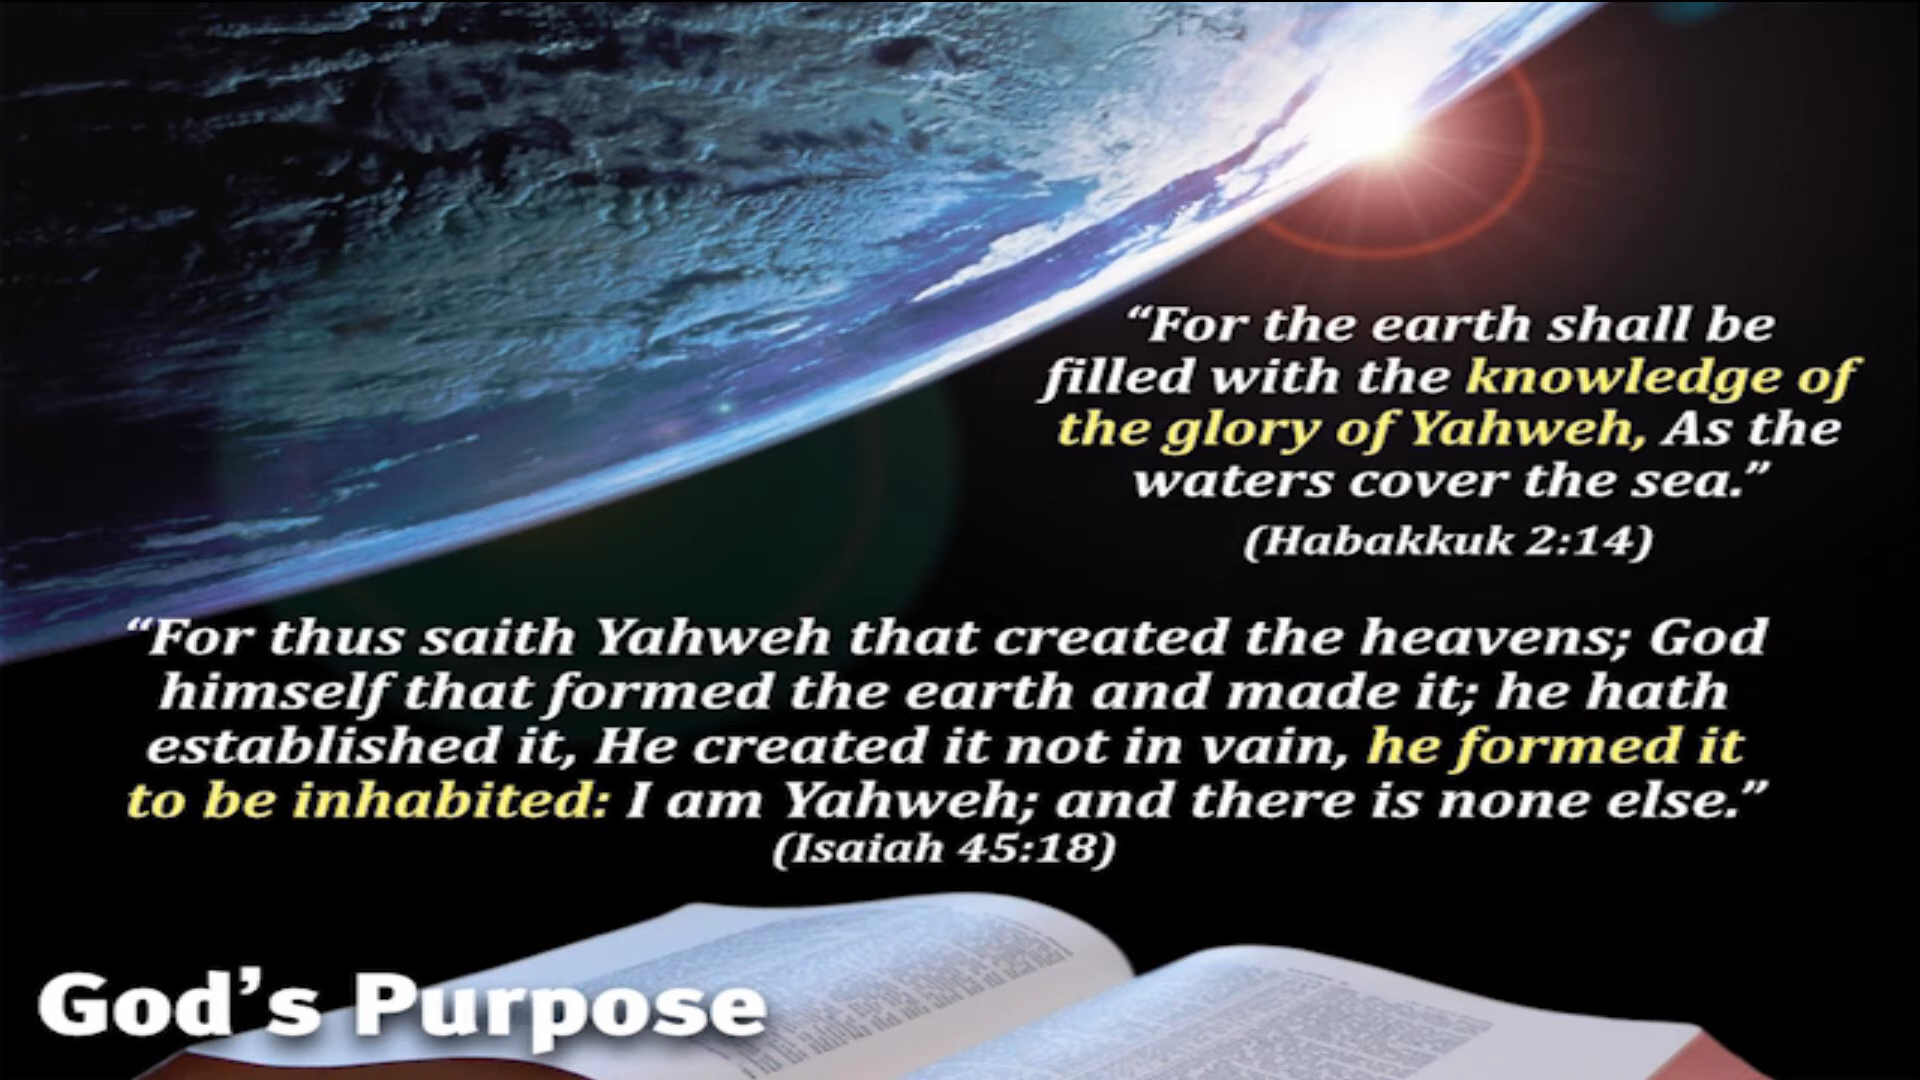 “For the earth shall be
filled with the knowledge of
the glory of Yahweh, As the
waters cover the sea.”
(Habakkuk 2:14)
“For thus saith Yahweh that created the heavens; God
himself that formed the earth and made it; he hath
established it, He created it not in vain, he formed it
to be inhabited: I am Yahweh; and there is none else.”
(Isaiah 45:18)
God’s Purpose